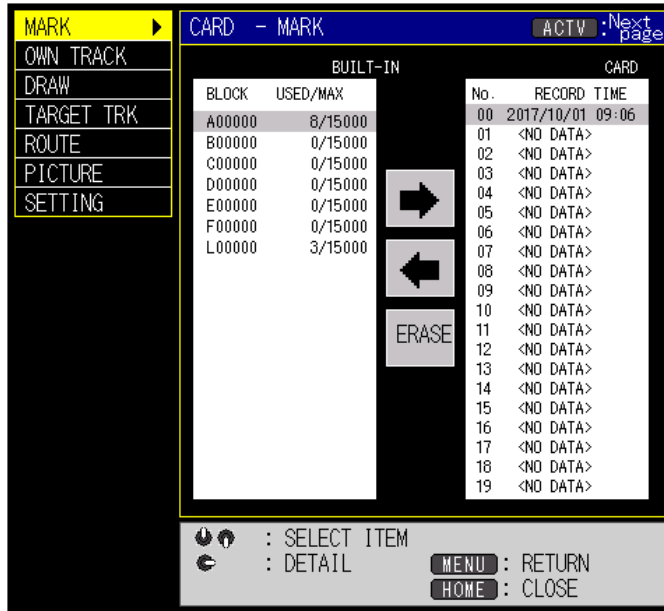 MARK
OWN TRACK
DRAW
TARGET TRK
ROUTE
PICTURE
SETTING
CARD - MARK
ACTV :Next page
BUILT-IN
BLOCK USED/MAX
A00000 8/15000
B00000 0/15000
C00000 0/15000
D00000 0/15000
E00000 0/15000
F00000 0/15000
L00000 3/15000
ERASE
CARD
No. RECORD TIME
00 2017/10/01 09:06
01 <NO DATA>
02 <NO DATA>
03 <NO DATA>
04 <NO DATA>
05 <NO DATA>
06 <NO DATA>
07 <NO DATA>
08 <NO DATA>
09 <NO DATA>
10 <NO DATA>
11 <NO DATA>
12 <NO DATA>
13 <NO DATA>
14 <NO DATA>
15 <NO DATA>
16 <NO DATA>
17 <NO DATA>
18 <NO DATA>
19 <NO DATA>
: SELECT ITEM
: DETAIL
MENU : RETURN
HOME : CLOSE